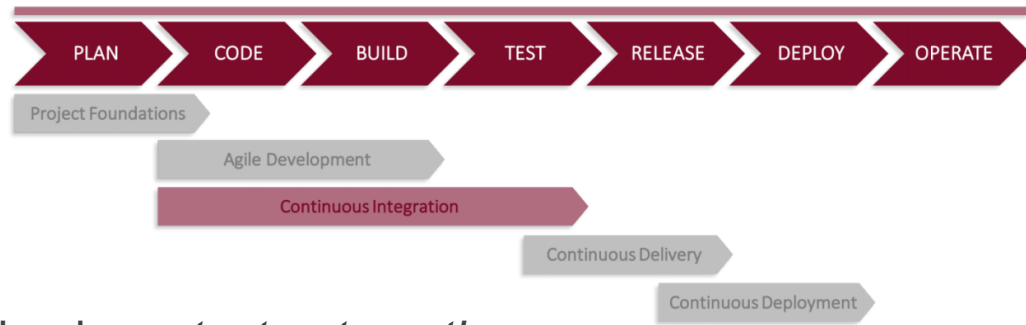 PLAN CODE BUILD TEST RELEASE DEPLOY OPERATE
Project Foundations
Agile Development
Continuous Integration
Continuous Delivery
Continuous Deployment